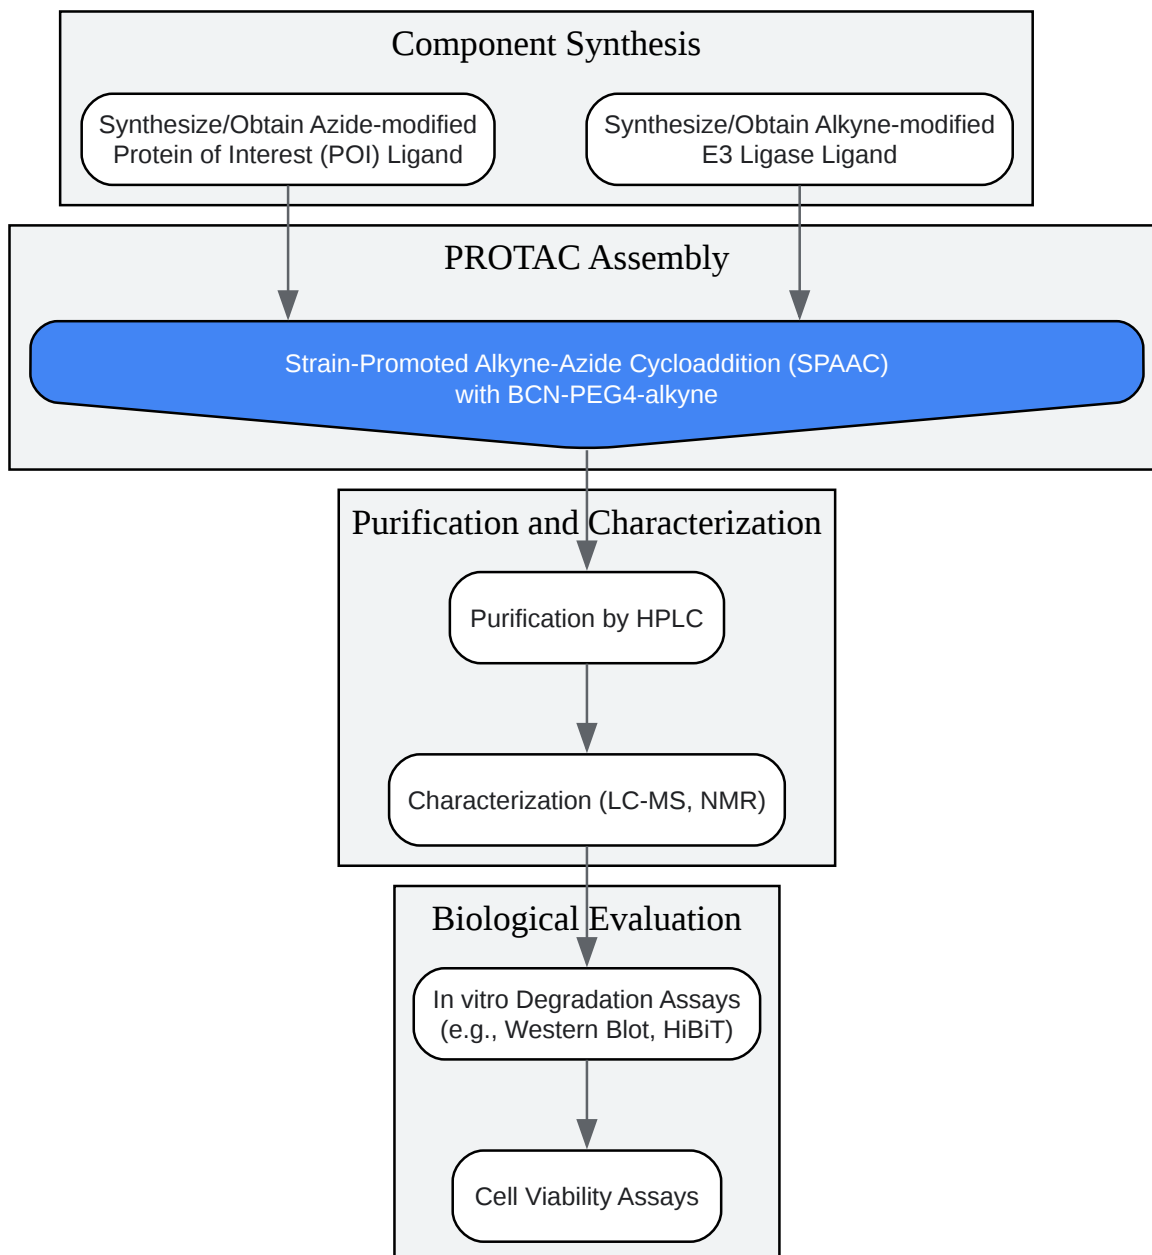 Component Synthesis
Synthesize/Obtain Azide-modified
Protein of Interest (POI) Ligand
Synthesize/Obtain Alkyne-modified
E3 Ligase Ligand
PROTAC Assembly
Strain-Promoted Alkyne-Azide Cycloaddition (SPAAC)
with BCN-PEG4-alkyne
Purification and Characterization
Purification by HPLC
Characterization (LC-MS, NMR)
Biological Evaluation
In vitro Degradation Assays
(e.g., Western Blot, HiBiT)
Cell Viability Assays